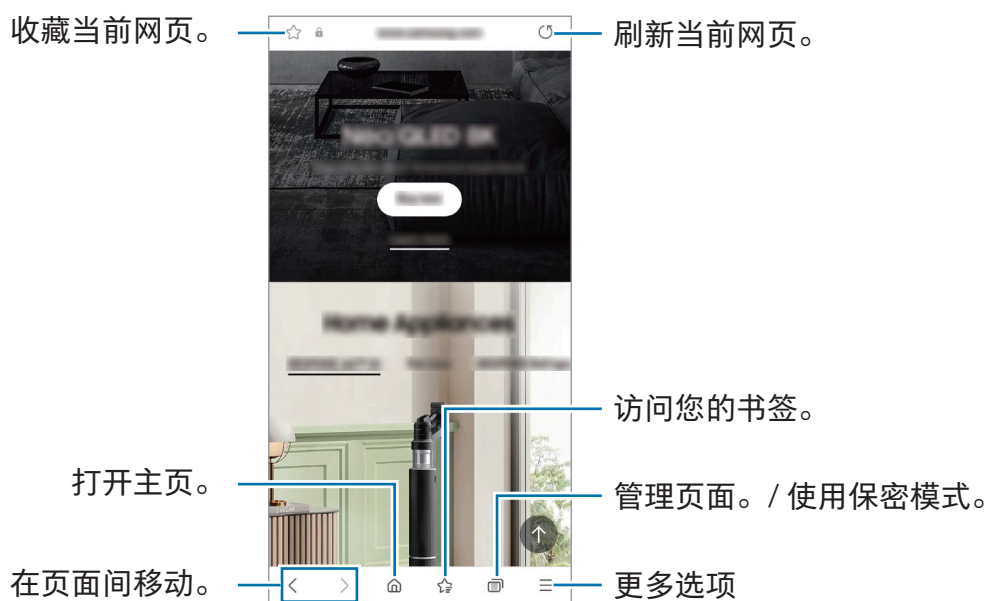 收藏当前网页。
刷新当前网页。
Home Appliances
访问您的书签。
打开主页。
管理页面。/ 使用保密模式。
在页面间移动。
更多选项